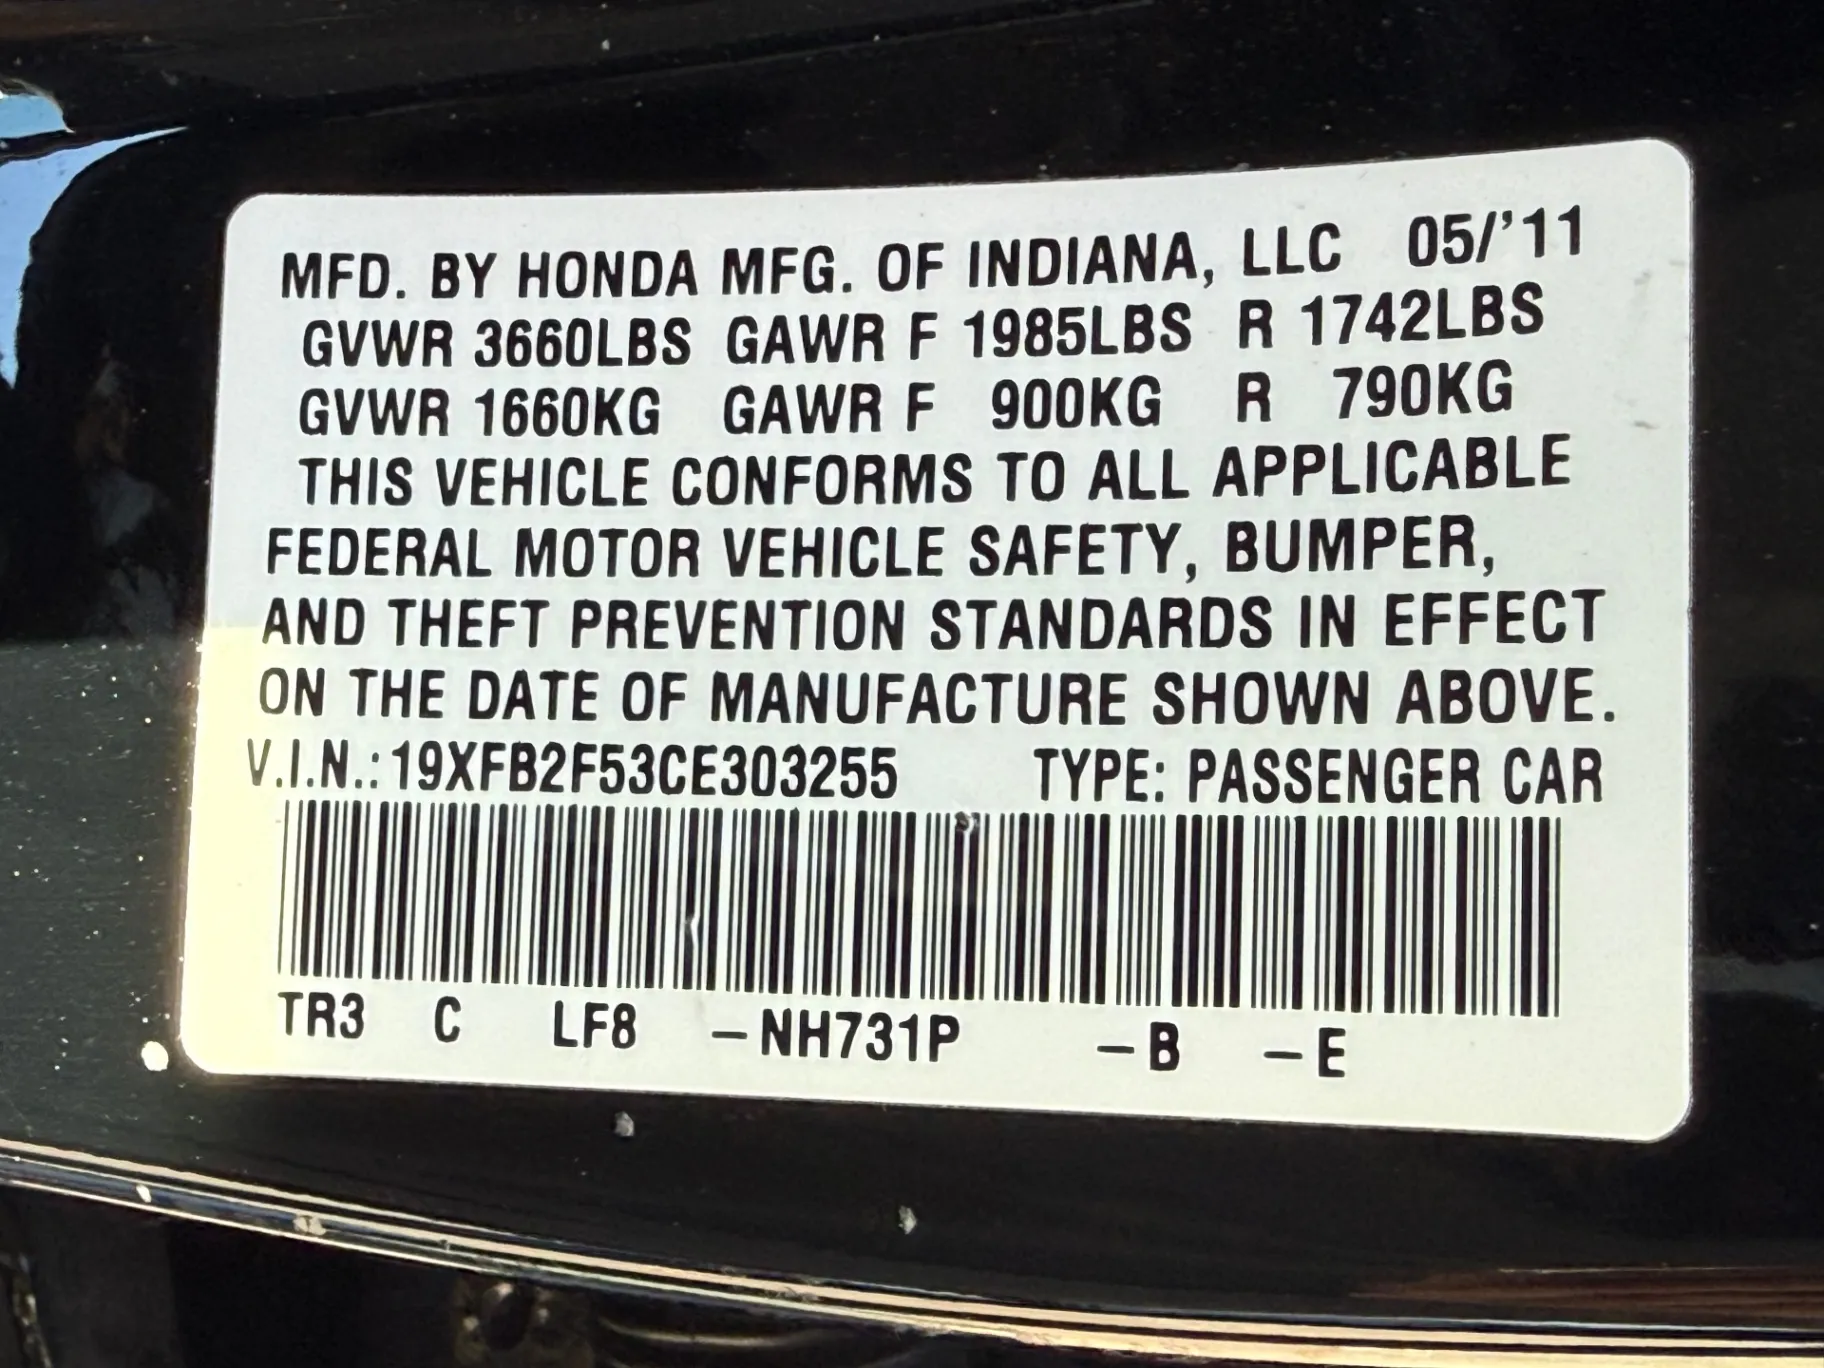 MFD. BY HONDA MFG. OF INDIANA, LLC 05/'11
GVWR 3660LBS GAWR F 1985LBS R 1742LBS
GVWR 1660KG GAWR F 900KG R 790KG
THIS VEHICLE CONFORMS TO ALL APPLICABLE
FEDERAL MOTOR VEHICLE SAFETY, BUMPER,
AND THEFT PREVENTION STANDARDS IN EFFECT
ON THE DATE OF MANUFACTURE SHOWN ABOVE.
V.I.N.: 19XFB2F53CE303255 TYPE: PASSENGER CAR
TR3 C LF8 –NH731P –B –E